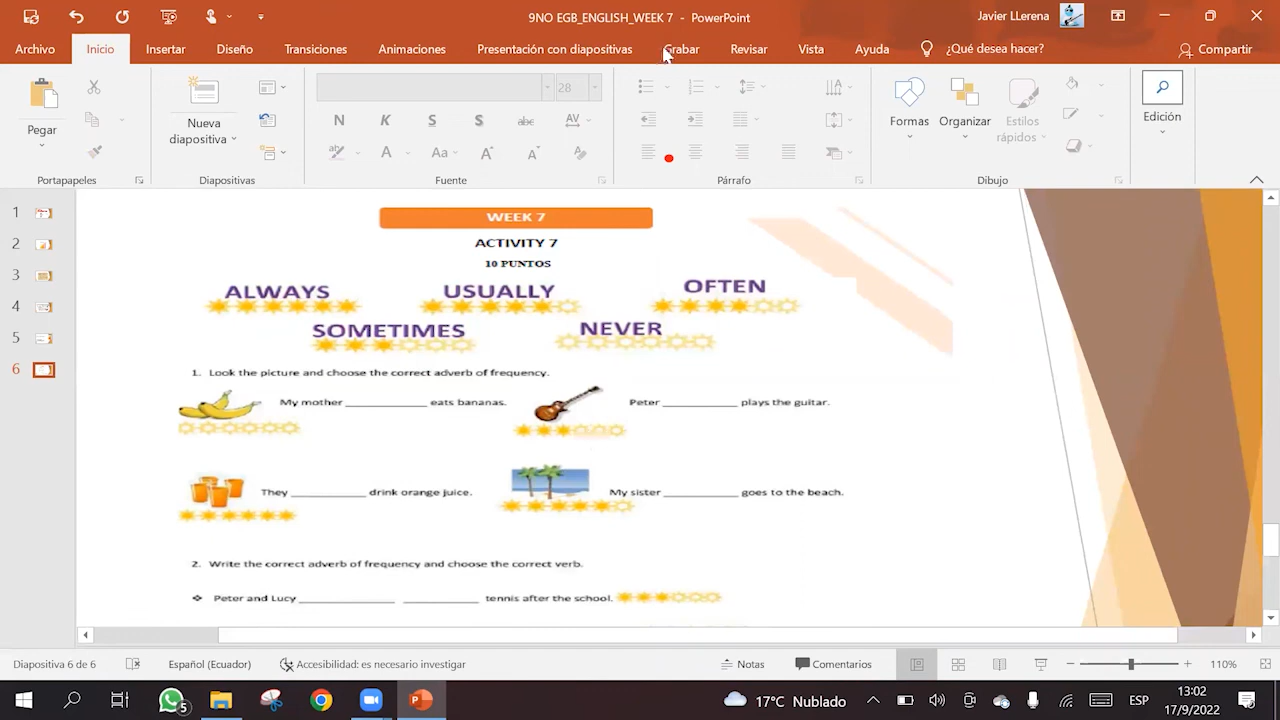 9NO EGB_ENGLISH_WEEK 7 - PowerPoint
Javier LLerena
Archivo Inicio Insertar Diseño Transiciones Animaciones Presentación con diapositivas Grabar Revisar Vista Ayuda ¿Qué desea hacer? Compartir
28
Pegar
Nueva diapositiva
N K S S abc AV
A Aa A A
Formas Organizar Estilos rápidos
Edición
Portapapeles Diapositivas Fuente Párrafo Dibujo
1
2
3
4
5
6
WEEK 7
ACTIVITY 7
10 PUNTOS
ALWAYS USUALLY OFTEN
SOMETIMES NEVER
1. Look the picture and choose the correct adverb of frequency.
My mother ____________ eats bananas. Peter ___________ plays the guitar.
They ___________ drink orange juice. My sister ___________ goes to the beach.
2. Write the correct adverb of frequency and choose the correct verb.
❖ Peter and Lucy ______________ ___________ tennis after the school.
Diapositiva 6 de 6 Español (Ecuador) Accesibilidad: es necesario investigar Notas Comentarios 110%
5 17°C Nublado ESP
13:02
17/9/2022